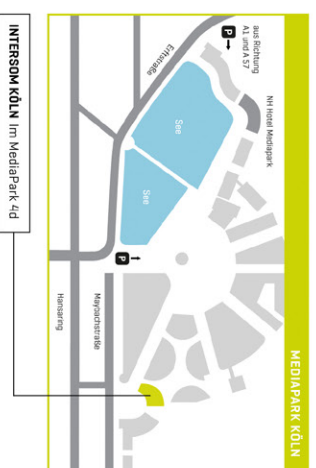 MEDIAPARK KÖLN
aus Richtung
A1 und A 57
P
NH Hotel Mediapark
Erftstraße
See
See
P
Maybachstraße
Hansaring
INTERSOM KÖLN Im MediaPark 4d